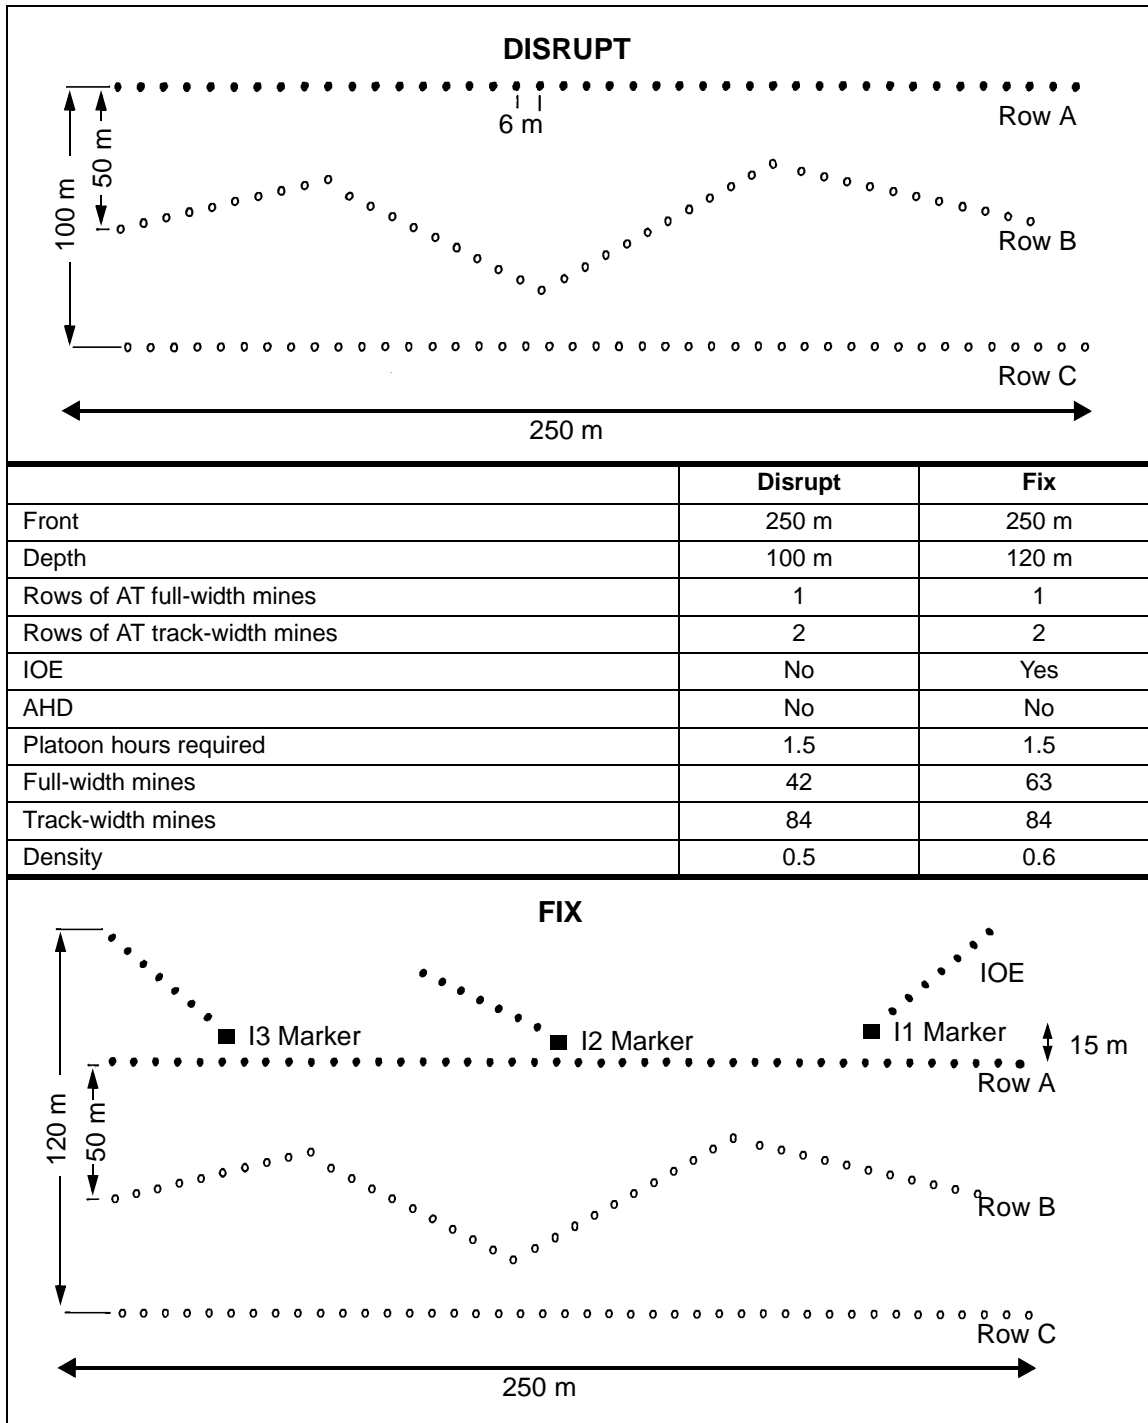 DISRUPT
Row A
6 m
50 m
100 m
Row B
Row C
250 m
Disrupt Fix
Front 250 m 250 m
Depth 100 m 120 m
Rows of AT full-width mines 1 1
Rows of AT track-width mines 2 2
IOE No Yes
AHD No No
Platoon hours required 1.5 1.5
Full-width mines 42 63
Track-width mines 84 84
Density 0.5 0.6
FIX
IOE
I3 Marker
I2 Marker
I1 Marker
15 m
Row A
120 m
50 m
Row B
Row C
250 m